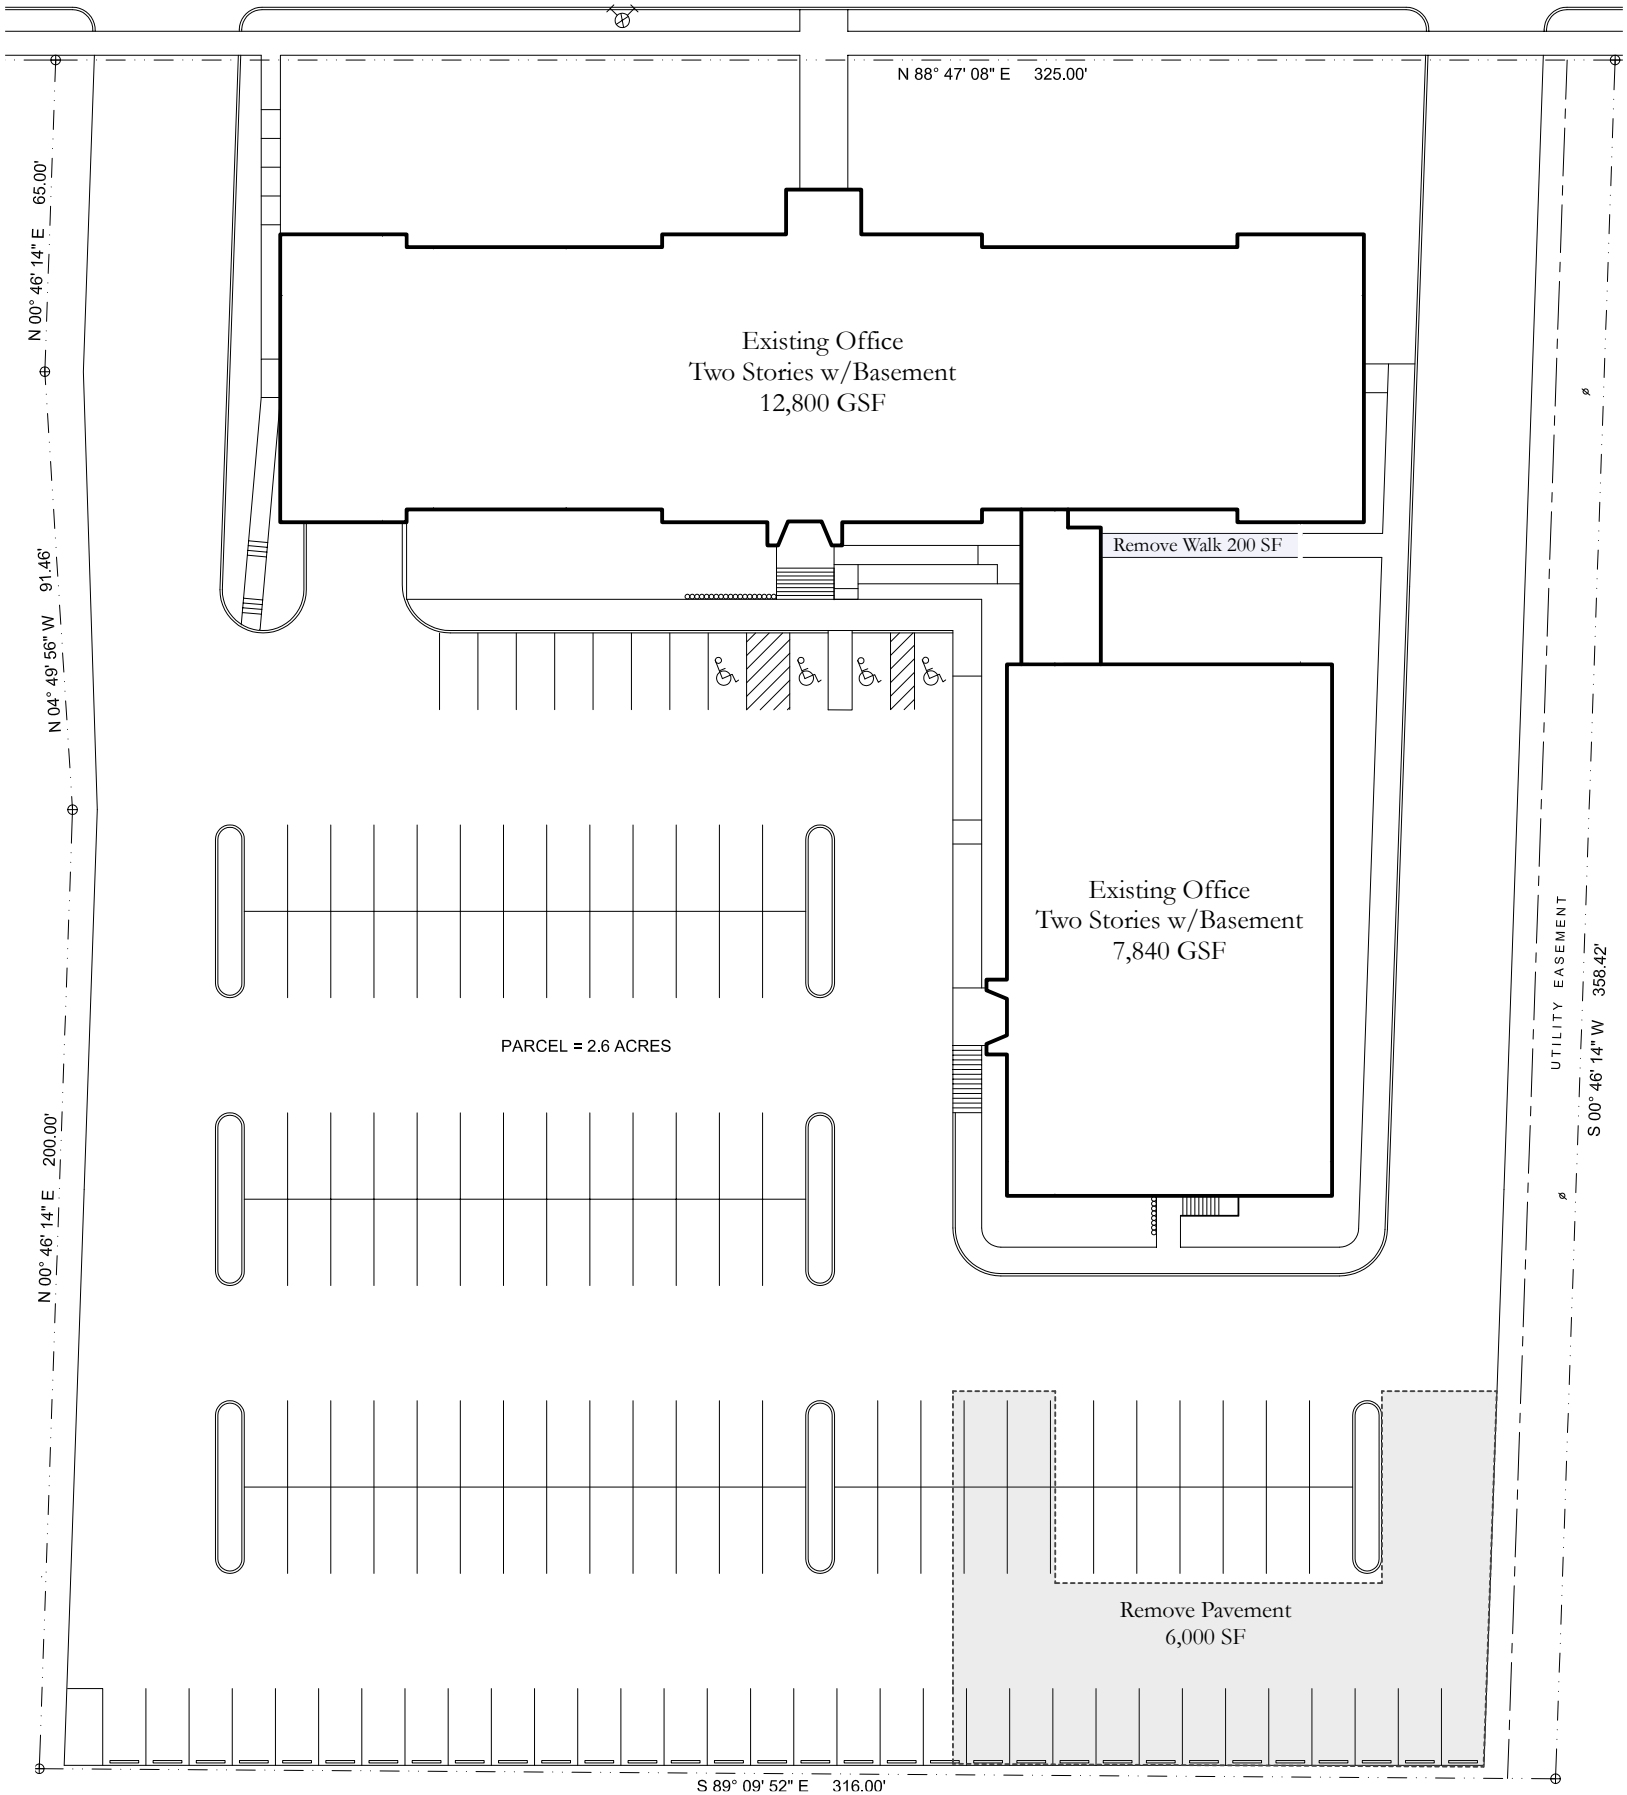 N 88° 47' 08" E 325.00'
N 00° 46' 14" E 65.00'
Existing Office
Two Stories w/Basement
12,800 GSF
Remove Walk 200 SF
N 04° 49' 56" W 91.46'
Existing Office
Two Stories w/Basement
7,840 GSF
UTILITY EASEMENT
S 00° 46' 14" W 358.42'
PARCEL = 2.6 ACRES
N 00° 46' 14" E 200.00'
Remove Pavement
6,000 SF
S 89° 09' 52" E 316.00'